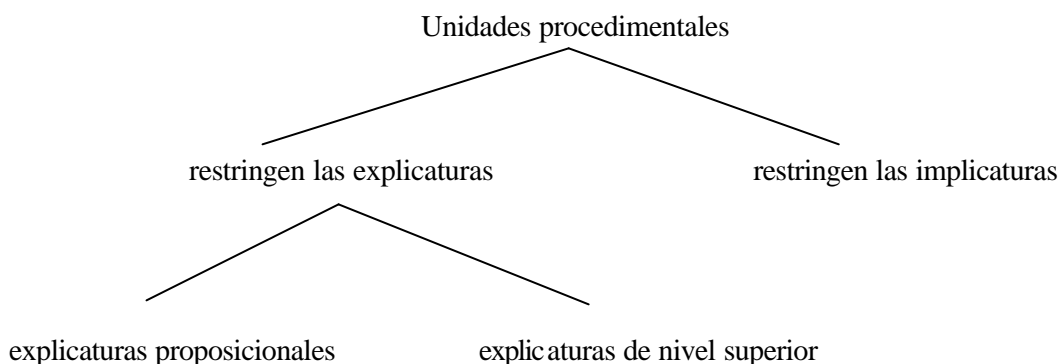 Unidades procedimentales
restringen las explicaturas restringen las implicaturas
explicaturas proposicionales explicaturas de nivel superior